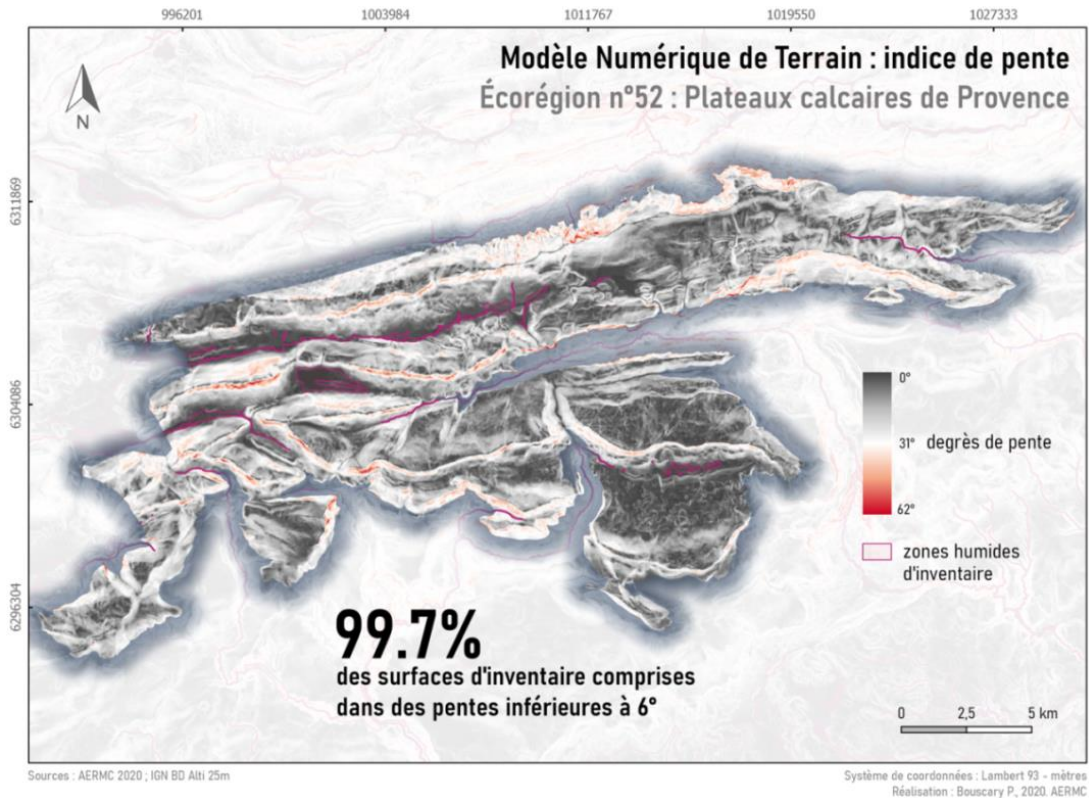 996201
1003984
1011767
1019550
1027333
Modèle Numérique de Terrain : indice de pente
Écorégion n°52 : Plateaux calcaires de Provence
N
6311869
6304086
6296304
0°
31° degrès de pente
62°
zones humides
d'inventaire
99.7%
des surfaces d'inventaire comprises
dans des pentes inférieures à 6°
0 2,5 5 km
Sources : AERMC 2020 ; IGN BD Alti 25m
Système de coordonnées : Lambert 93 - mètres
Réalisation : Bouscary P., 2020. AERMC